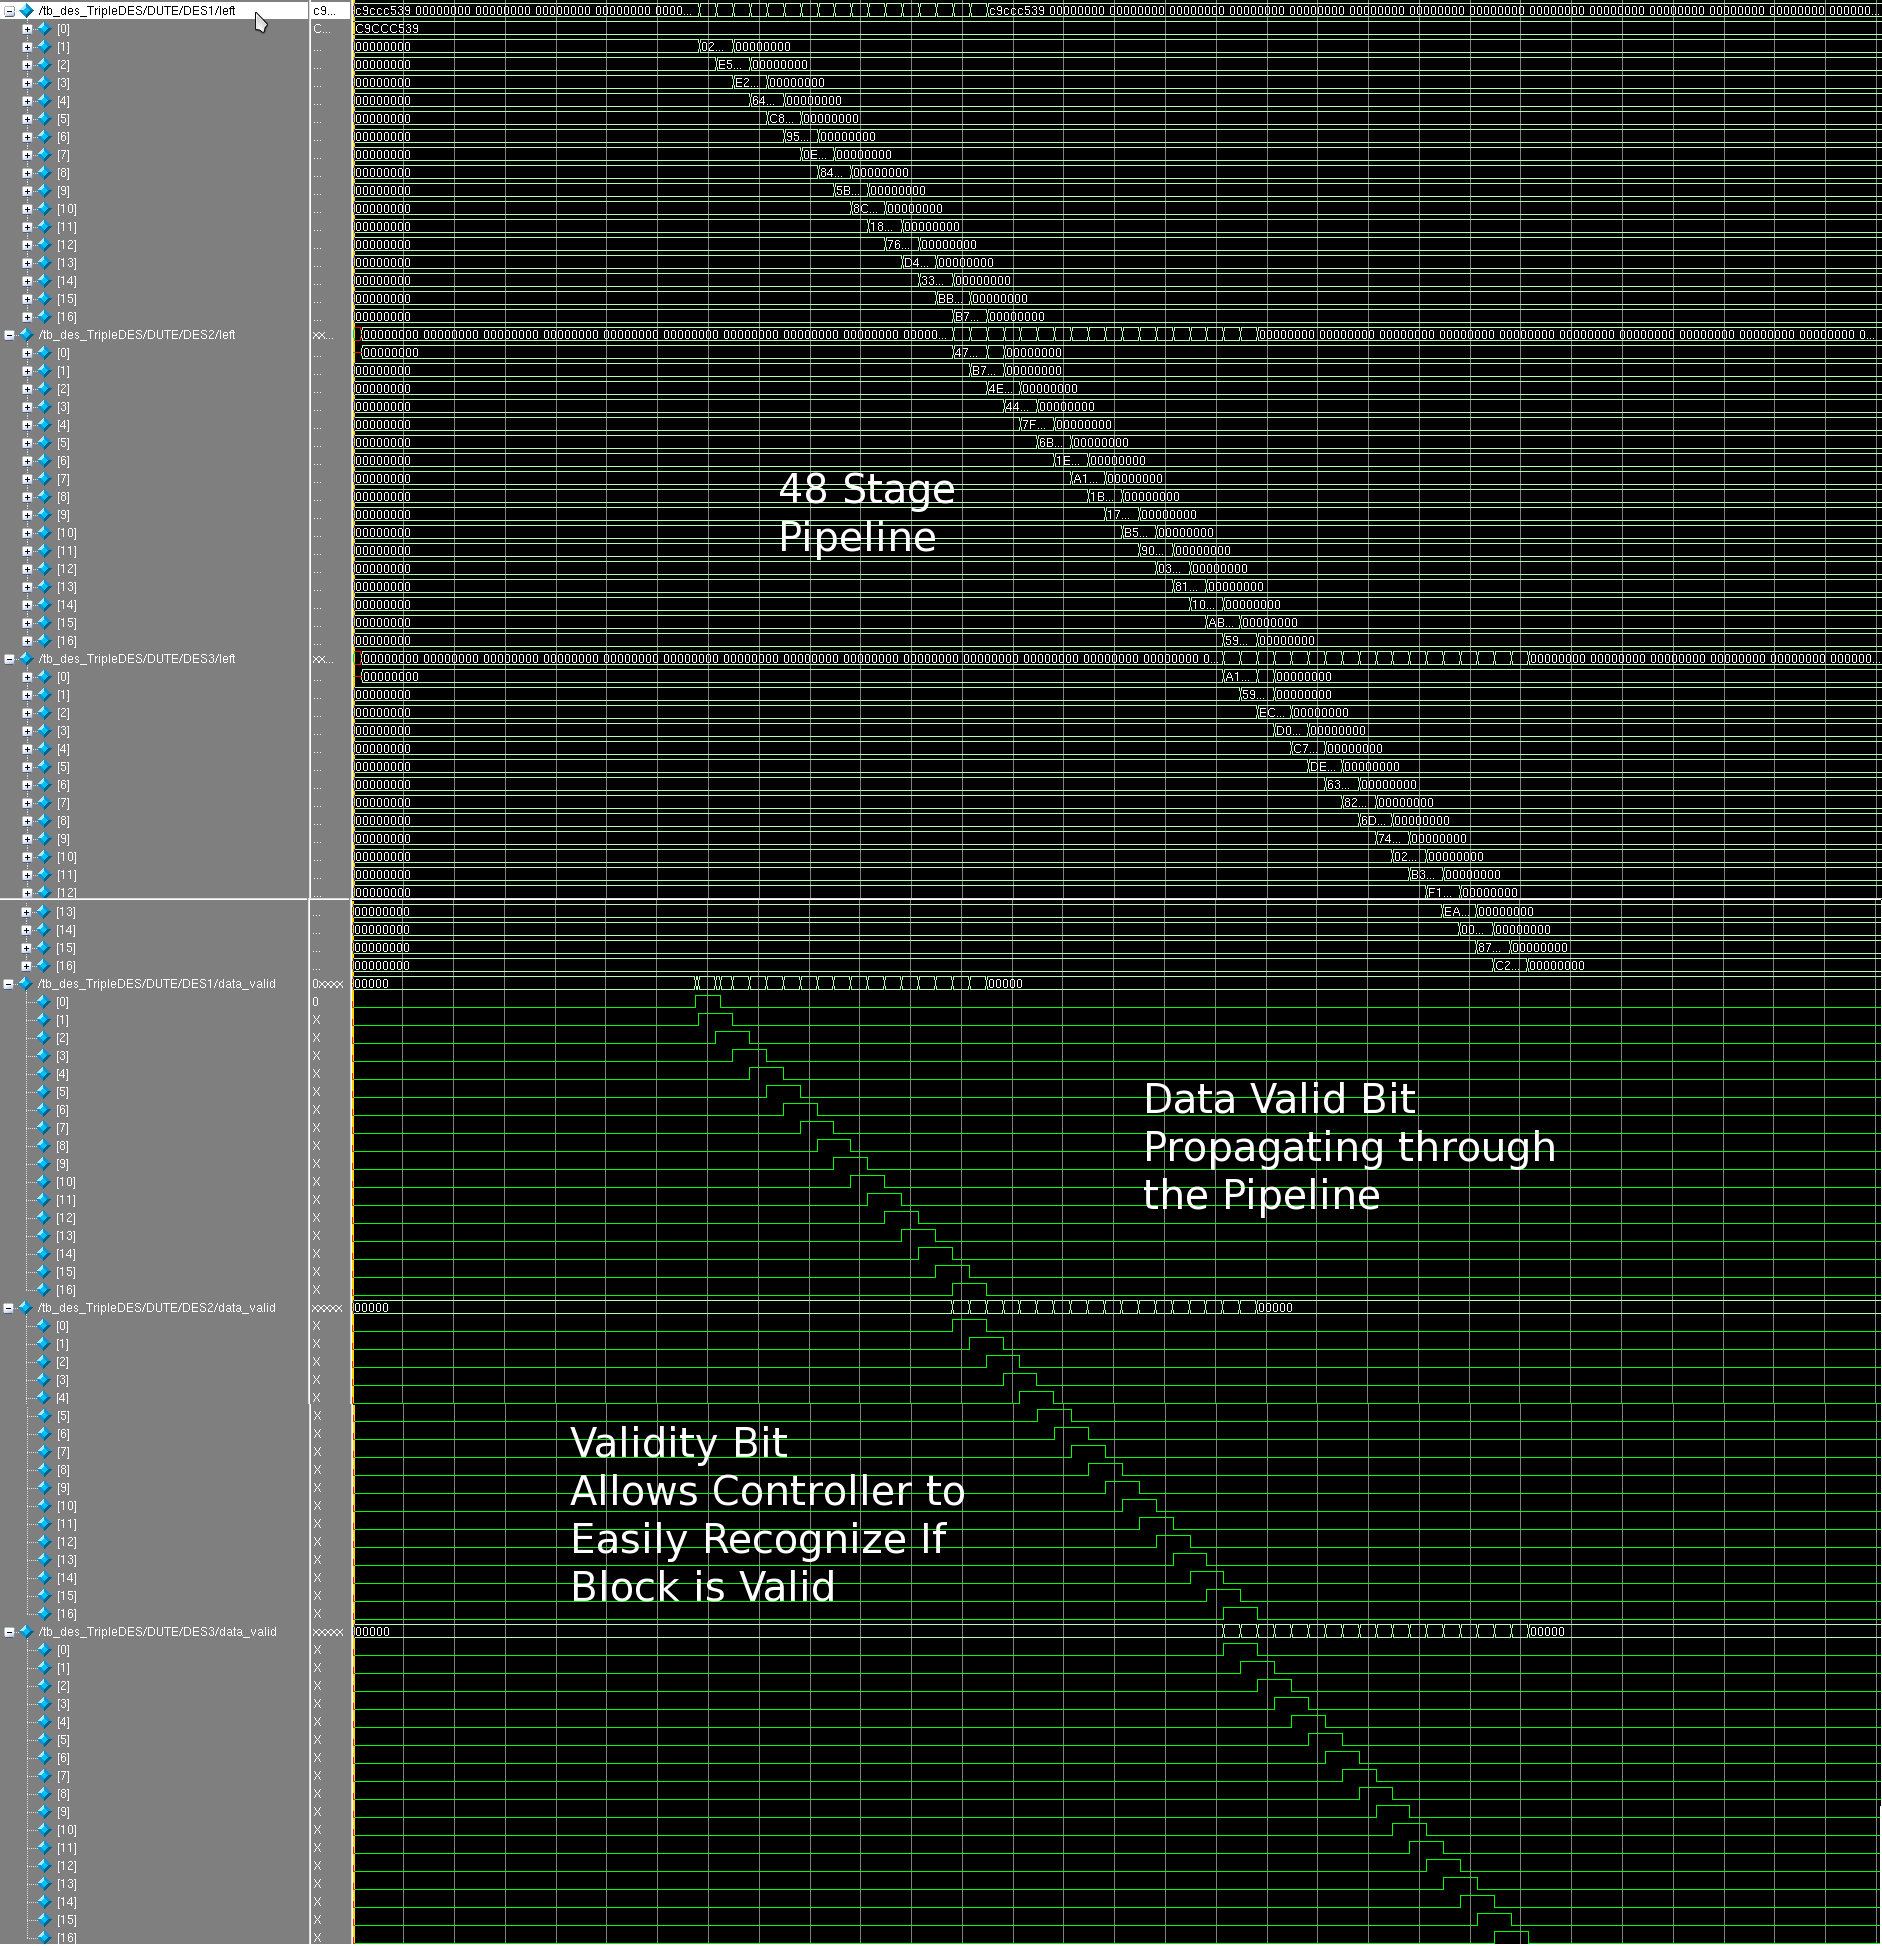 /tb_des_TripleDES/DUTE/DES1/left c9... c9ccc539 00000000 00000000 00000000 00000000 0000... c9ccc539 00000000 00000000 00000000 00000000 00000000 00000000 00000000 00000000 00000000 00000000 00000000 00000000 00000000 000000...
[0] C... C9CCC539
[1] ... 00000000 02... 00000000
[2] ... 00000000 E5... 00000000
[3] ... 00000000 E2... 00000000
[4] ... 00000000 64... 00000000
[5] ... 00000000 C8... 00000000
[6] ... 00000000 95... 00000000
[7] ... 00000000 0E... 00000000
[8] ... 00000000 84... 00000000
[9] ... 00000000 5B... 00000000
[10] ... 00000000 8C... 00000000
[11] ... 00000000 18... 00000000
[12] ... 00000000 76... 00000000
[13] ... 00000000 D4... 00000000
[14] ... 00000000 33... 00000000
[15] ... 00000000 BB... 00000000
[16] ... 00000000 B7... 00000000
/tb_des_TripleDES/DUTE/DES2/left xx... 00000000 00000000 00000000 00000000 00000000 00000000 00000000 00000000 00000000 0000... 00000000 00000000 00000000 00000000 00000000 00000000 00000000 00000000 00000000 00000000 0...
[0] ... 00000000 47... 00000000
[1] ... 00000000 B7... 00000000
[2] ... 00000000 4E... 00000000
[3] ... 00000000 44... 00000000
[4] ... 00000000 7F... 00000000
[5] ... 00000000 6B... 00000000
[6] ... 00000000 1E... 00000000
[7] ... 00000000 A1... 00000000
[8] ... 00000000 1B... 00000000
[9] ... 00000000 17... 00000000
[10] ... 00000000 B5... 00000000
[11] ... 00000000 90... 00000000
[12] ... 00000000 03... 00000000
[13] ... 00000000 81... 00000000
[14] ... 00000000 10... 00000000
[15] ... 00000000 AB... 00000000
[16] ... 00000000 59... 00000000
48 Stage
Pipeline
/tb_des_TripleDES/DUTE/DES3/left xx... 00000000 00000000 00000000 00000000 00000000 00000000 00000000 00000000 00000000 00000000 00000000 00000000 00000000 00000000 0... 00000000 00000000 00000000 00000000 00000000 000000...
[0] ... 00000000 A1... 00000000
[1] ... 00000000 59... 00000000
[2] ... 00000000 EC... 00000000
[3] ... 00000000 D0... 00000000
[4] ... 00000000 C7... 00000000
[5] ... 00000000 DE... 00000000
[6] ... 00000000 63... 00000000
[7] ... 00000000 82... 00000000
[8] ... 00000000 6D... 00000000
[9] ... 00000000 74... 00000000
[10] ... 00000000 02... 00000000
[11] ... 00000000 B3... 00000000
[12] ... 00000000 F1... 00000000
[13] ... 00000000 EA... 00000000
[14] ... 00000000 00... 00000000
[15] ... 00000000 87... 00000000
[16] ... 00000000 C2... 00000000
/tb_des_TripleDES/DUTE/DES1/data_valid 0xxxx 00000 00000
[0] 0
[1] X
[2] X
[3] X
[4] X
[5] X
[6] X
[7] X
[8] X
[9] X
[10] X
[11] X
[12] X
[13] X
[14] X
[15] X
[16] X
Data Valid Bit
Propagating through
the Pipeline
/tb_des_TripleDES/DUTE/DES2/data_valid xxxxx 00000 00000
[0] X
[1] X
[2] X
[3] X
[4] X
[5] X
[6] X
[7] X
[8] X
[9] X
[10] X
[11] X
[12] X
[13] X
[14] X
[15] X
[16] X
Validity Bit
Allows Controller to
Easily Recognize If
Block is Valid
/tb_des_TripleDES/DUTE/DES3/data_valid xxxxx 00000 00000
[0] X
[1] X
[2] X
[3] X
[4] X
[5] X
[6] X
[7] X
[8] X
[9] X
[10] X
[11] X
[12] X
[13] X
[14] X
[15] X
[16] X